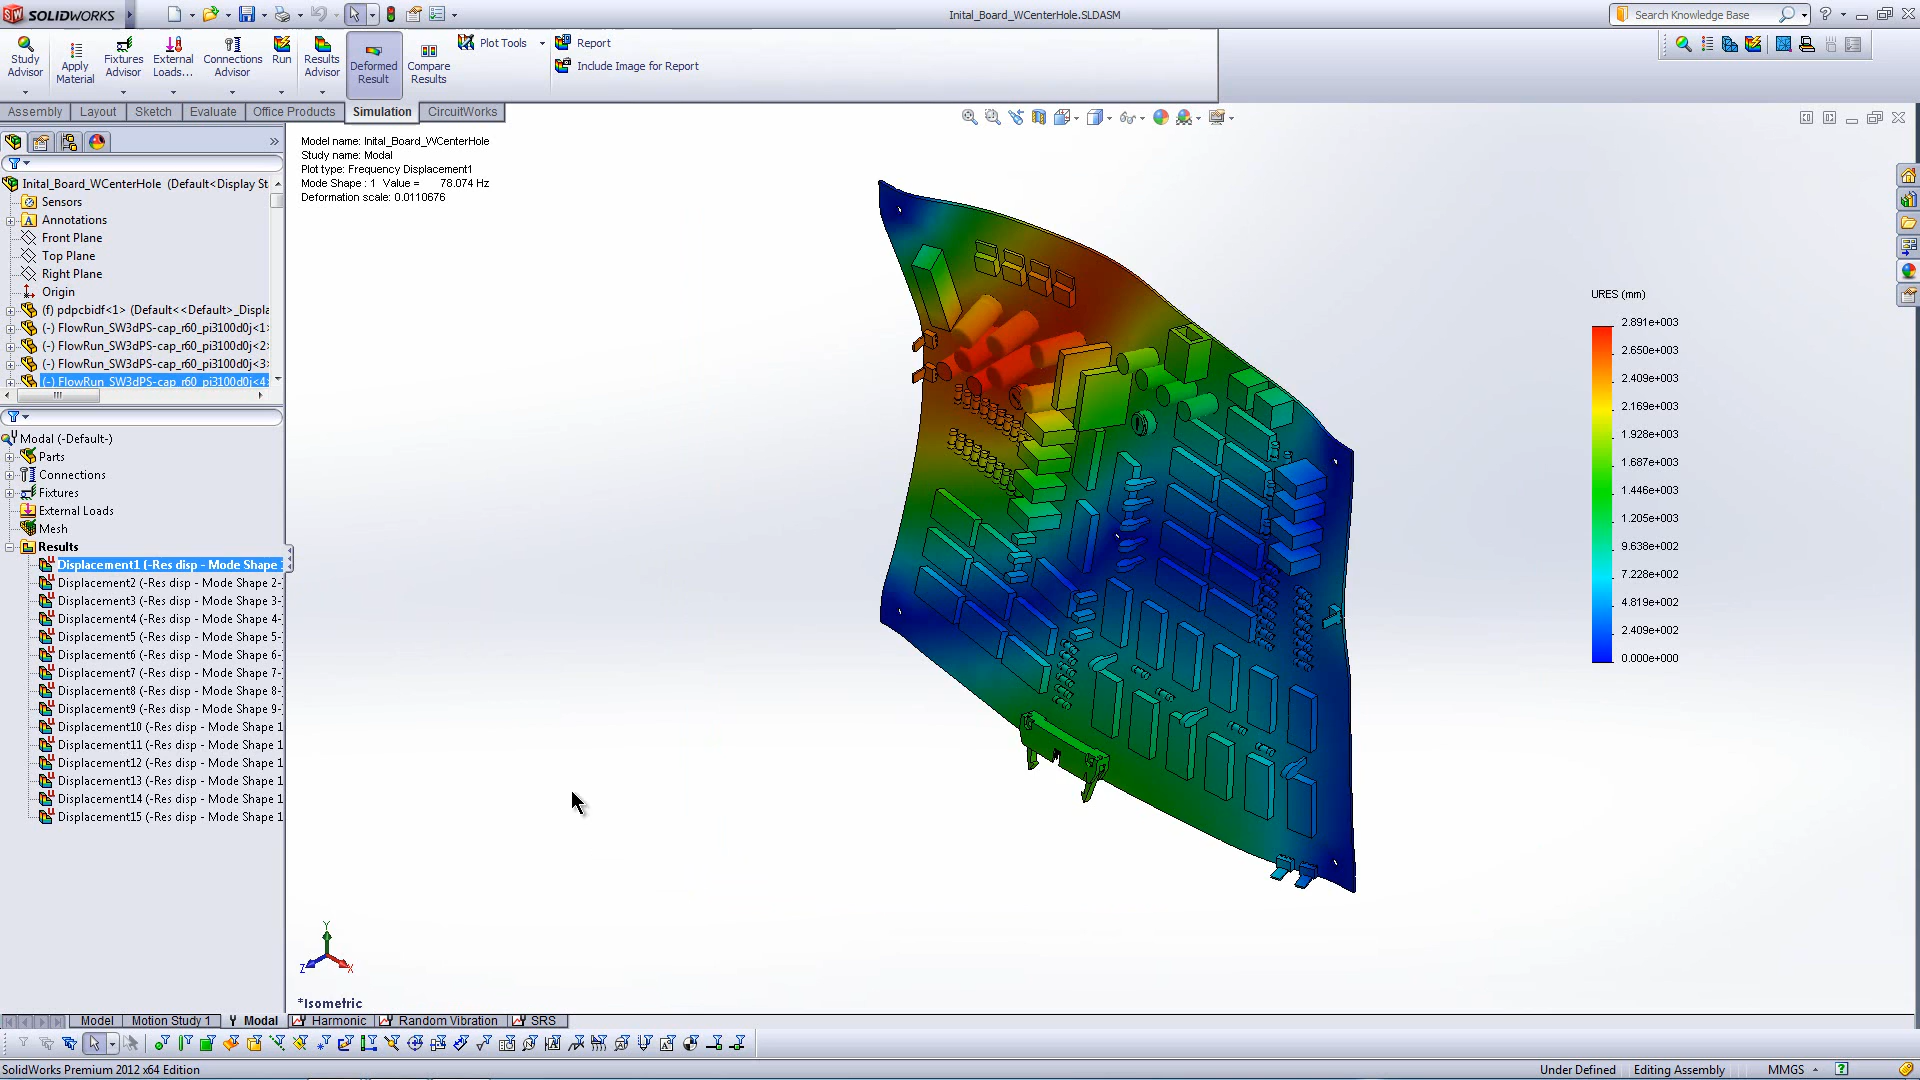 SOLIDWORKS
Inital_Board_WCenterHole.SLDASM
Search Knowledge Base
Study Advisor
Apply Material
Fixtures Advisor
External Loads...
Connections Advisor
Run
Results Advisor
Deformed Result
Compare Results
Plot Tools
Report
Include Image for Report
Assembly
Layout
Sketch
Evaluate
Office Products
Simulation
CircuitWorks
Inital_Board_WCenterHole (Default<Display St
Sensors
Annotations
Front Plane
Top Plane
Right Plane
Origin
(f) pdpcbidf<1> (Default<<Default>_Displa
(-) FlowRun_SW3dPS-cap_r60_pi3100d0j<1>
(-) FlowRun_SW3dPS-cap_r60_pi3100d0j<2>
(-) FlowRun_SW3dPS-cap_r60_pi3100d0j<3>
(-) FlowRun_SW3dPS-cap_r60_pi3100d0j<4>
Modal (-Default-)
Parts
Connections
Fixtures
External Loads
Mesh
Results
Displacement1 (-Res disp - Mode Shape
Displacement2 (-Res disp - Mode Shape 2-
Displacement3 (-Res disp - Mode Shape 3-
Displacement4 (-Res disp - Mode Shape 4-
Displacement5 (-Res disp - Mode Shape 5-
Displacement6 (-Res disp - Mode Shape 6-
Displacement7 (-Res disp - Mode Shape 7-
Displacement8 (-Res disp - Mode Shape 8-
Displacement9 (-Res disp - Mode Shape 9-
Displacement10 (-Res disp - Mode Shape 1
Displacement11 (-Res disp - Mode Shape 1
Displacement12 (-Res disp - Mode Shape 1
Displacement13 (-Res disp - Mode Shape 1
Displacement14 (-Res disp - Mode Shape 1
Displacement15 (-Res disp - Mode Shape 1
Model name: Inital_Board_WCenterHole
Study name: Modal
Plot type: Frequency Displacement1
Mode Shape : 1 Value = 78.074 Hz
Deformation scale: 0.0110676
URES (mm)
2.891e+003
2.650e+003
2.409e+003
2.169e+003
1.928e+003
1.687e+003
1.446e+003
1.205e+003
9.638e+002
7.228e+002
4.819e+002
2.409e+002
0.000e+000
Y
Z
X
*Isometric
Model
Motion Study 1
Modal
Harmonic
Random Vibration
SRS
SolidWorks Premium 2012 x64 Edition
Under Defined
Editing Assembly
MMGS